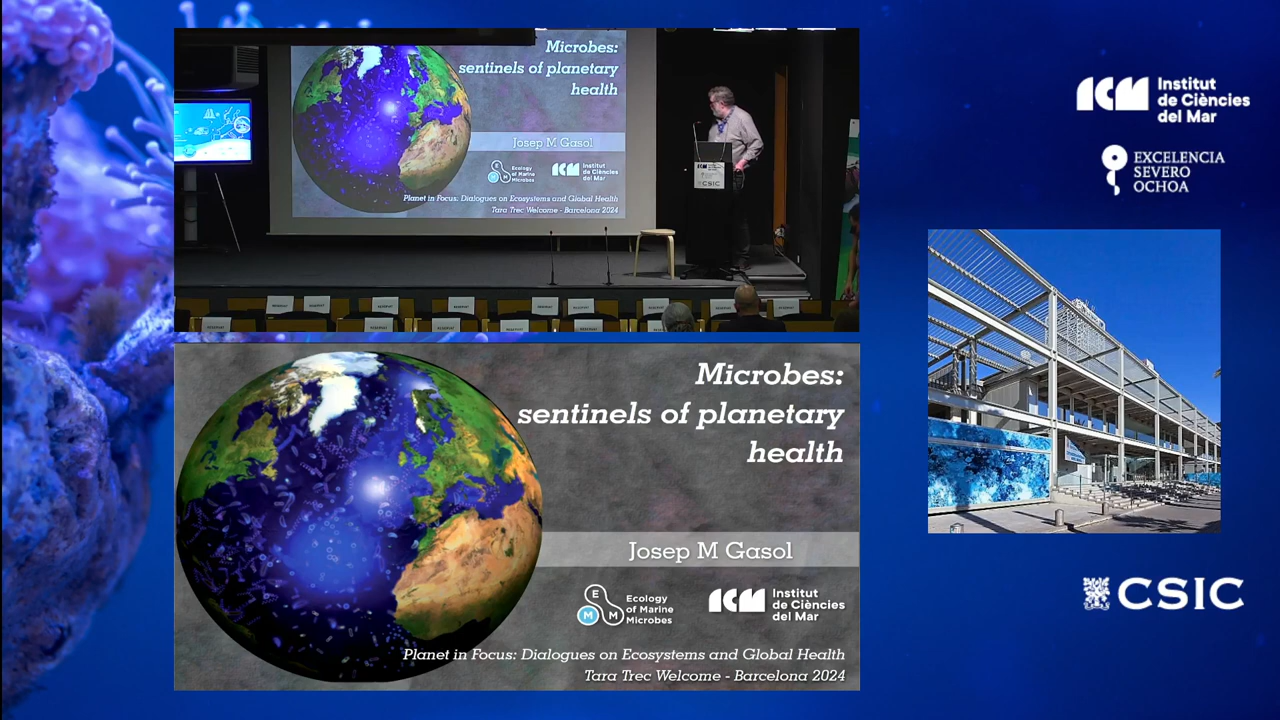 Microbes:
sentinels of planetary
health
Josep M Gasol
E
M M
Ecology
of Marine
Microbes
ICM
Institut
de Ciències
del Mar
Planet in Focus: Dialogues on Ecosystems and Global Health
Tara Trec Welcome - Barcelona 2024
CSIC
Microbes:
sentinels of planetary
health
Josep M Gasol
E
M M
Ecology
of Marine
Microbes
ICM
Institut
de Ciències
del Mar
Planet in Focus: Dialogues on Ecosystems and Global Health
Tara Trec Welcome - Barcelona 2024
ICM
Institut
de Ciències
del Mar
EXCELENCIA
SEVERO
OCHOA
CSIC